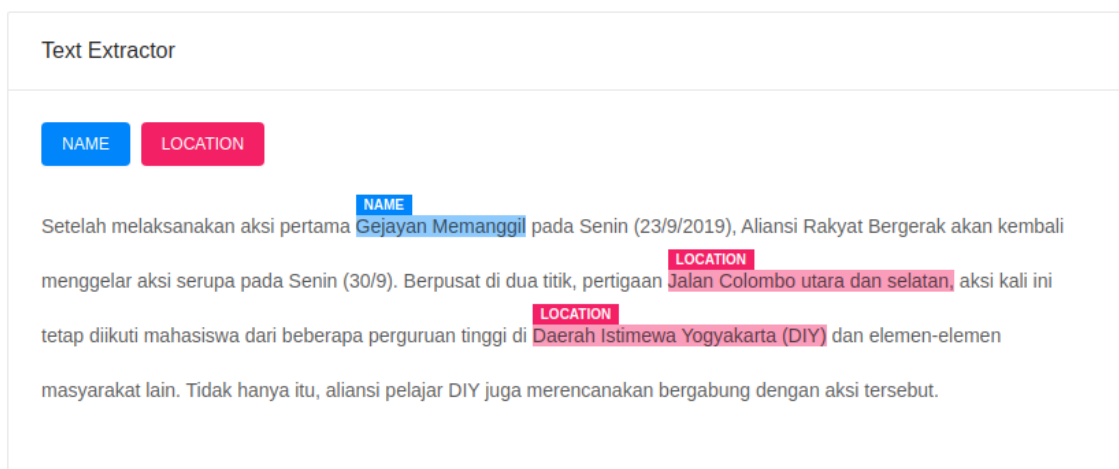 Text Extractor
NAME LOCATION
NAME
Setelah melaksanakan aksi pertama Gejayan Memanggil pada Senin (23/9/2019), Aliansi Rakyat Bergerak akan kembali
LOCATION
menggelar aksi serupa pada Senin (30/9). Berpusat di dua titik, pertigaan Jalan Colombo utara dan selatan, aksi kali ini
LOCATION
tetap diikuti mahasiswa dari beberapa perguruan tinggi di Daerah Istimewa Yogyakarta (DIY) dan elemen-elemen
masyarakat lain. Tidak hanya itu, aliansi pelajar DIY juga merencanakan bergabung dengan aksi tersebut.